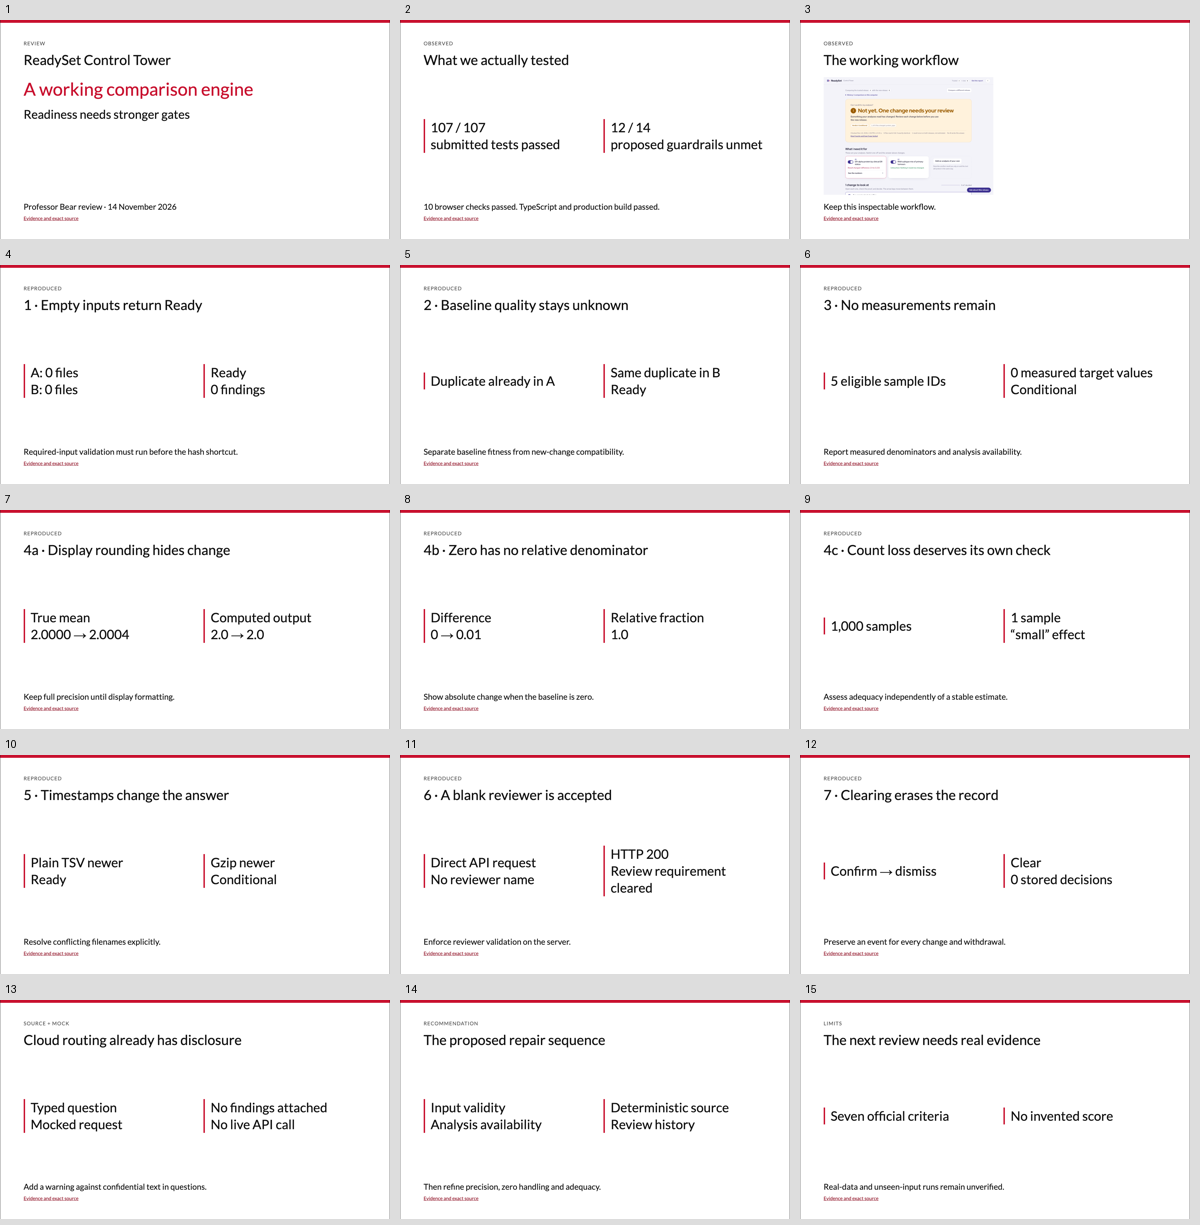 1
REVIEW
ReadySet Control Tower
A working comparison engine
Readiness needs stronger gates
Professor Bear review · 14 November 2026
Evidence and exact source
2
OBSERVED
What we actually tested
107 / 107
submitted tests passed
12 / 14
proposed guardrails unmet
10 browser checks passed. TypeScript and production build passed.
Evidence and exact source
3
OBSERVED
The working workflow
Not yet. One change needs your review
Keep this inspectable workflow.
Evidence and exact source
4
REPRODUCED
1 · Empty inputs return Ready
A: 0 files
B: 0 files
Ready
0 findings
Required-input validation must run before the hash shortcut.
Evidence and exact source
5
REPRODUCED
2 · Baseline quality stays unknown
Duplicate already in A
Same duplicate in B
Ready
Separate baseline fitness from new-change compatibility.
Evidence and exact source
6
REPRODUCED
3 · No measurements remain
5 eligible sample IDs
0 measured target values
Conditional
Report measured denominators and analysis availability.
Evidence and exact source
7
REPRODUCED
4a · Display rounding hides change
True mean
2.0000 → 2.0004
Computed output
2.0 → 2.0
Keep full precision until display formatting.
Evidence and exact source
8
REPRODUCED
4b · Zero has no relative denominator
Difference
0 → 0.01
Relative fraction
1.0
Show absolute change when the baseline is zero.
Evidence and exact source
9
REPRODUCED
4c · Count loss deserves its own check
1,000 samples
1 sample
“small” effect
Assess adequacy independently of a stable estimate.
Evidence and exact source
10
REPRODUCED
5 · Timestamps change the answer
Plain TSV newer
Ready
Gzip newer
Conditional
Resolve conflicting filenames explicitly.
Evidence and exact source
11
REPRODUCED
6 · A blank reviewer is accepted
Direct API request
No reviewer name
HTTP 200
Review requirement
cleared
Enforce reviewer validation on the server.
Evidence and exact source
12
REPRODUCED
7 · Clearing erases the record
Confirm → dismiss
Clear
0 stored decisions
Preserve an event for every change and withdrawal.
Evidence and exact source
13
SOURCE + MOCK
Cloud routing already has disclosure
Typed question
Mocked request
No findings attached
No live API call
Add a warning against confidential text in questions.
Evidence and exact source
14
RECOMMENDATION
The proposed repair sequence
Input validity
Analysis availability
Deterministic source
Review history
Then refine precision, zero handling and adequacy.
Evidence and exact source
15
LIMITS
The next review needs real evidence
Seven official criteria
No invented score
Real-data and unseen-input runs remain unverified.
Evidence and exact source